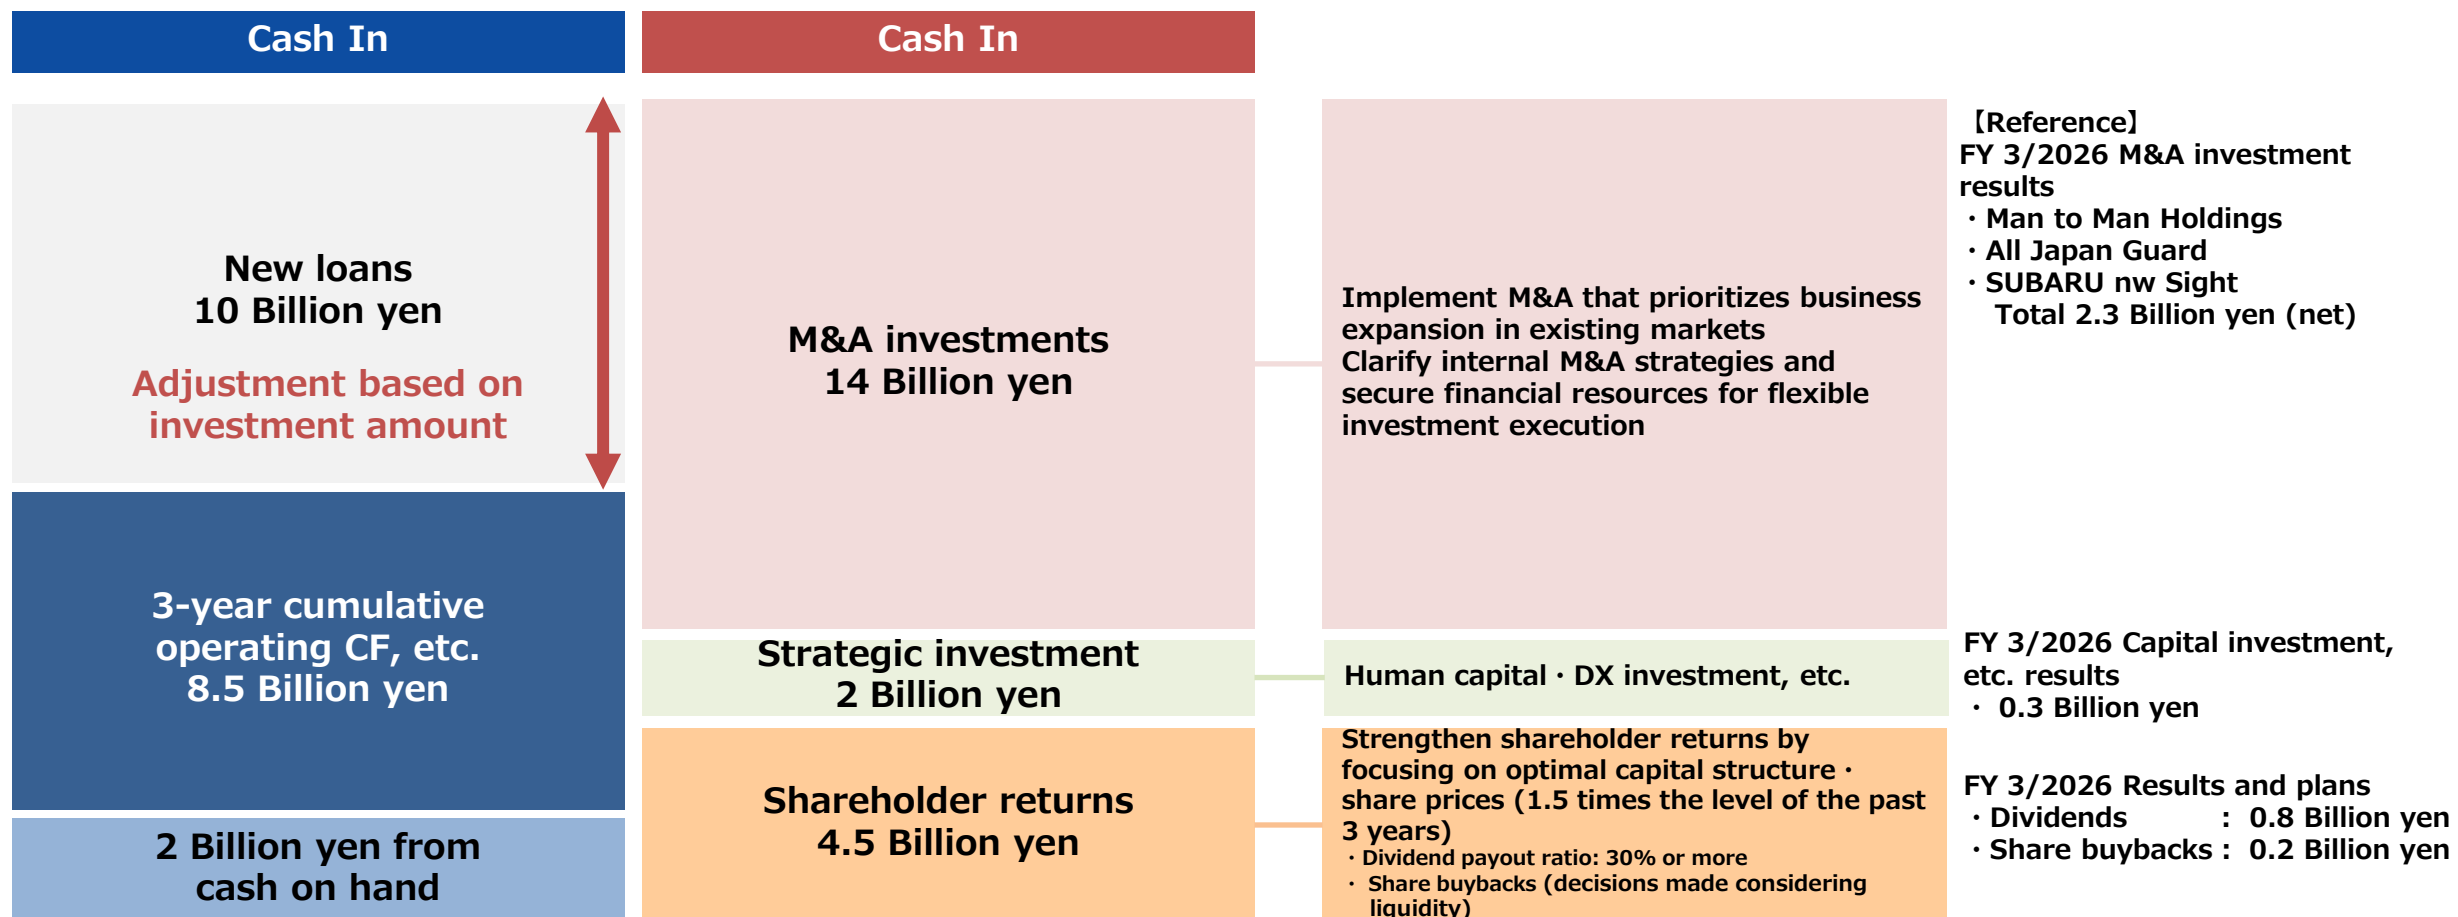 Cash In
Cash In
New loans
10 Billion yen
Adjustment based on
investment amount
3-year cumulative
operating CF, etc.
8.5 Billion yen
2 Billion yen from
cash on hand
M&A investments
14 Billion yen
Strategic investment
2 Billion yen
Shareholder returns
4.5 Billion yen
Implement M&A that prioritizes business
expansion in existing markets
Clarify internal M&A strategies and
secure financial resources for flexible
investment execution
Human capital・DX investment, etc.
Strengthen shareholder returns by
focusing on optimal capital structure・
share prices (1.5 times the level of the past
3 years)
・Dividend payout ratio: 30% or more
・ Share buybacks (decisions made considering
liquidity)
【Reference】
FY 3/2026 M&A investment
results
・Man to Man Holdings
・All Japan Guard
・SUBARU nw Sight
Total 2.3 Billion yen (net)
FY 3/2026 Capital investment,
etc. results
・ 0.3 Billion yen
FY 3/2026 Results and plans
・Dividends : 0.8 Billion yen
・Share buybacks : 0.2 Billion yen